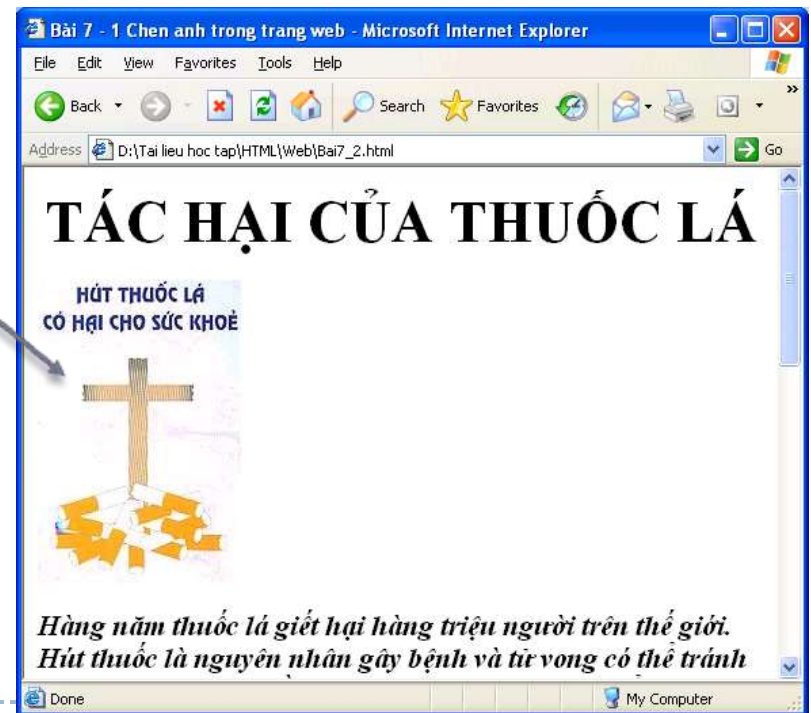 Bài 7 - 1 Chen anh trong trang web - Microsoft Internet Explorer
File Edit View Favorites Tools Help
Back Search Favorites
Address D:\Tai lieu hoc tap\HTML\Web\Bai7_2.html Go
TÁC HẠI CỦA THUỐC LÁ
HÚT THUỐC LÁ
CÓ HẠI CHO SỨC KHOẺ
Hàng năm thuốc lá giết hại hàng triệu người trên thế giới.
Hút thuốc là nguyên nhân gây bệnh và tử vong có thể tránh
Done My Computer